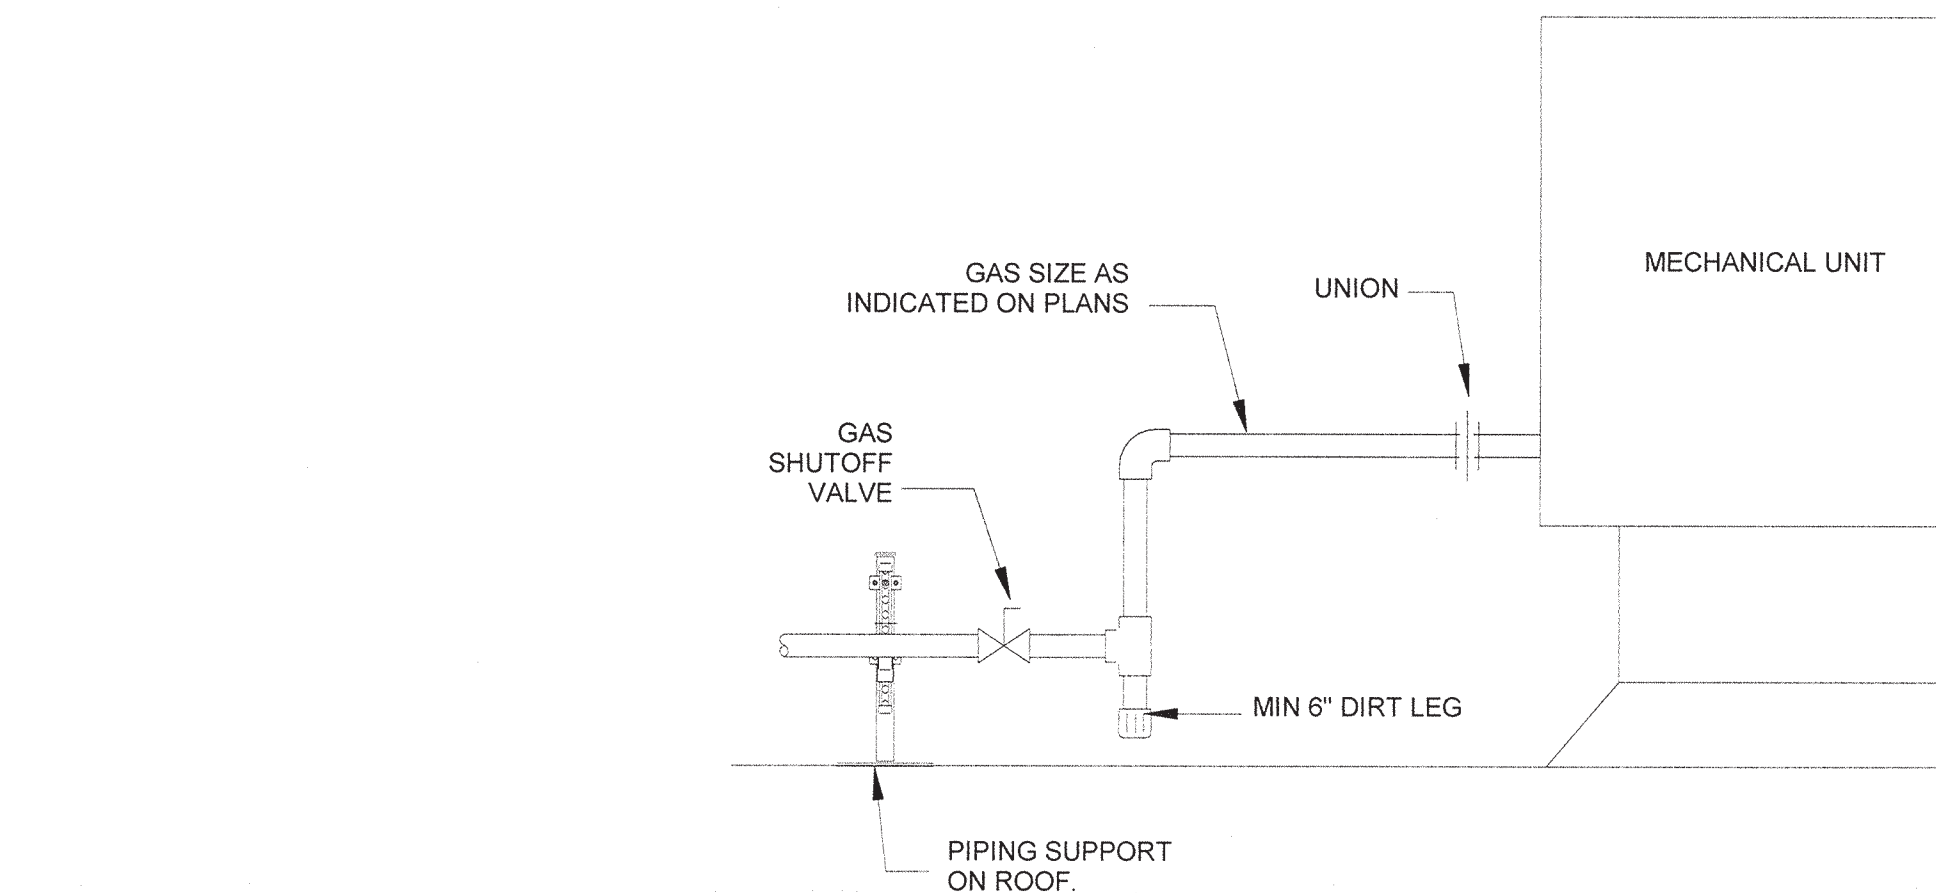 MECHANICAL UNIT
GAS SIZE AS
INDICATED ON PLANS
UNION
GAS
SHUTOFF
VALVE
MIN 6" DIRT LEG
PIPING SUPPORT
ON ROOF.